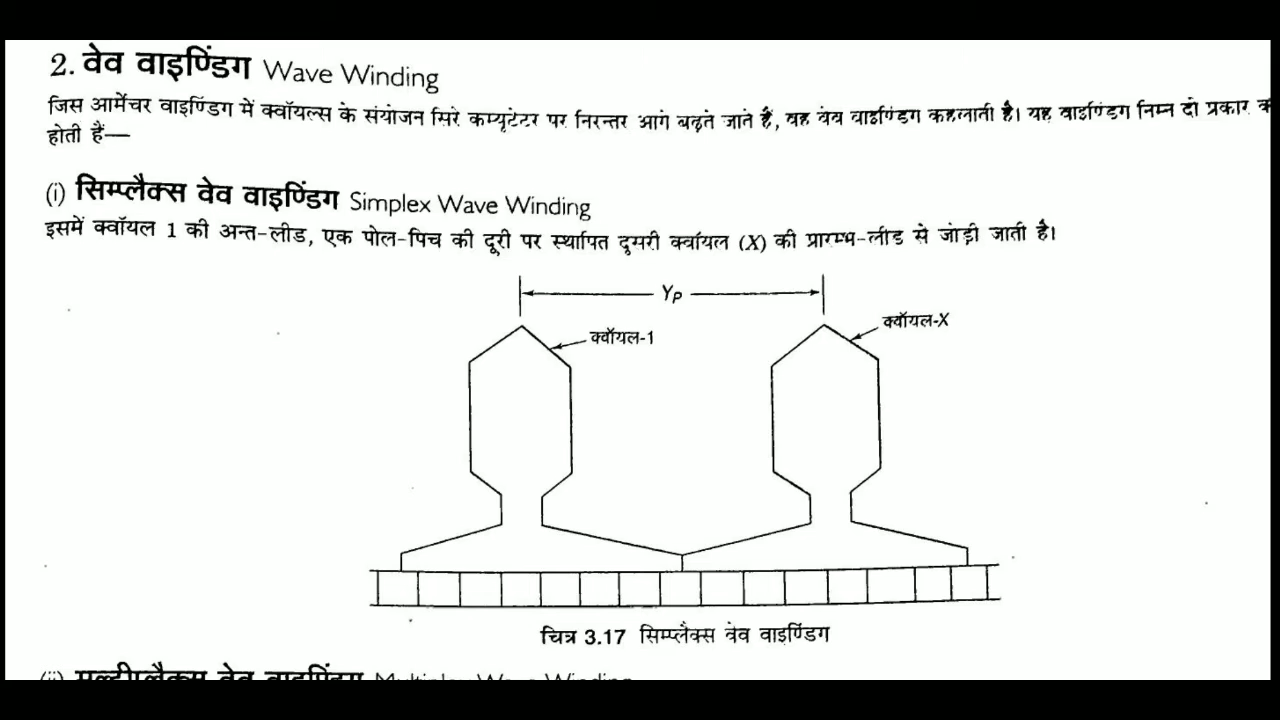 2. वेव वाइण्डिंग Wave Winding
जिस आर्मेचर वाइण्डिंग में क्वॉयल्स के संयोजन सिरे कम्यूटेटर पर निरन्तर आगे बढ़ते जाते हैं, वह वेव वाइण्डिंग कहलाती है। यह वाइण्डिंग निम्न दो प्रकार
होती हैं—
(i) सिम्प्लैक्स वेव वाइण्डिंग Simplex Wave Winding
इसमें क्वॉयल 1 की अन्त-लीड, एक पोल-पिच की दूरी पर स्थापित दुसरी क्वॉयल (X) की प्रारम्भ-लीड से जोड़ी जाती है।
YP
क्वॉयल-1
क्वॉयल-X
चित्र 3.17 सिम्प्लैक्स वेव वाइण्डिंग